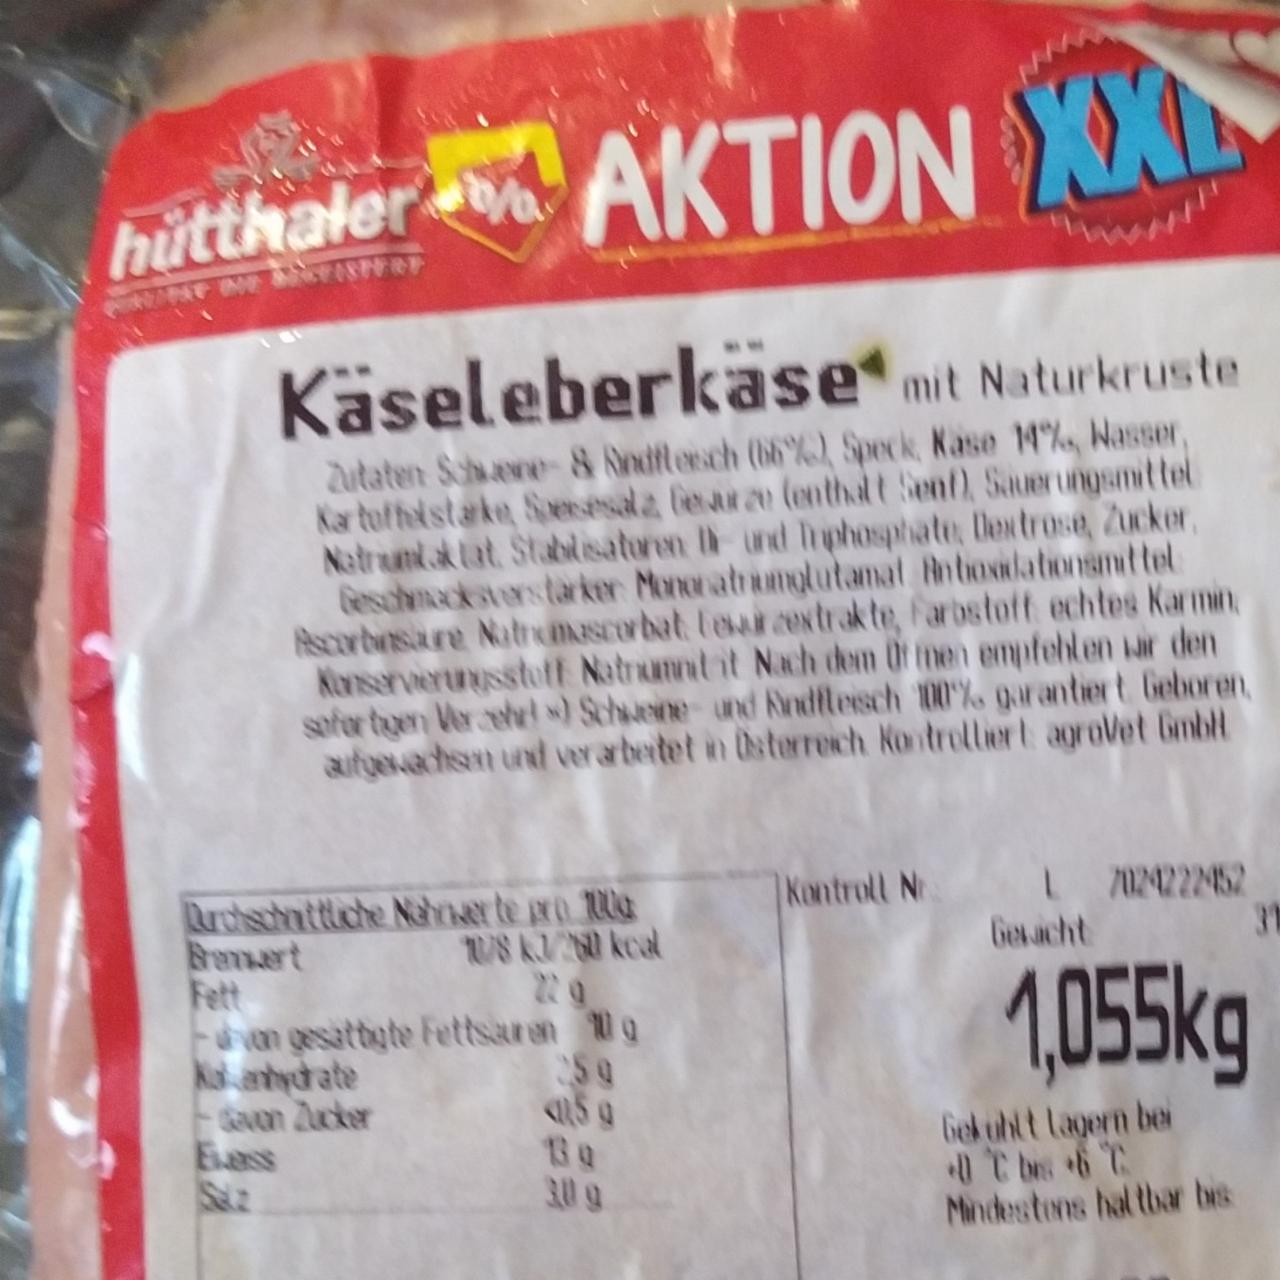 hütthaler % AKTION XXL
QUALITÄT DIE BEGEISTERT
Käseleberkäse mit Naturkruste
Zutaten: Schweine- & Rindfleisch (66%), Speck, Käse 14%, Wasser,
Kartoffelstärke, Speisesalz, Gewürze (enthält Senf), Säuerungsmittel:
Natriumlaktat, Stabilisatoren: Di- und Triphosphate; Dextrose, Zucker,
Geschmacksverstärker: Mononatriumglutamat, Antioxidationsmittel:
Ascorbinsäure, Natriumascorbat; Gewürzextrakte, Farbstoff: echtes Karmin,
Konservierungsstoff: Natriumnitrit Nach dem Öffnen empfehlen wir den
sofortigen Verzehr! *) Schweine- und Rindfleisch 100% garantiert: Geboren,
aufgewachsen und verarbeitet in Österreich. Kontrolliert: agroVet GmbH
Durchschnittliche Nährwerte pro 100g:
Brennwert 1078 kJ/260 kcal
Fett 22 g
- davon gesättigte Fettsäuren 10 g
Kohlenhydrate
- davon Zucker <0,5 g
Eiweiss 13 g
Salz 3,0 g
Kontroll Nr.: L 7024222452
Gewicht
1,055kg
Gekühlt lagern bei
+0 °C bis +6 °C.
Mindestens haltbar bis: